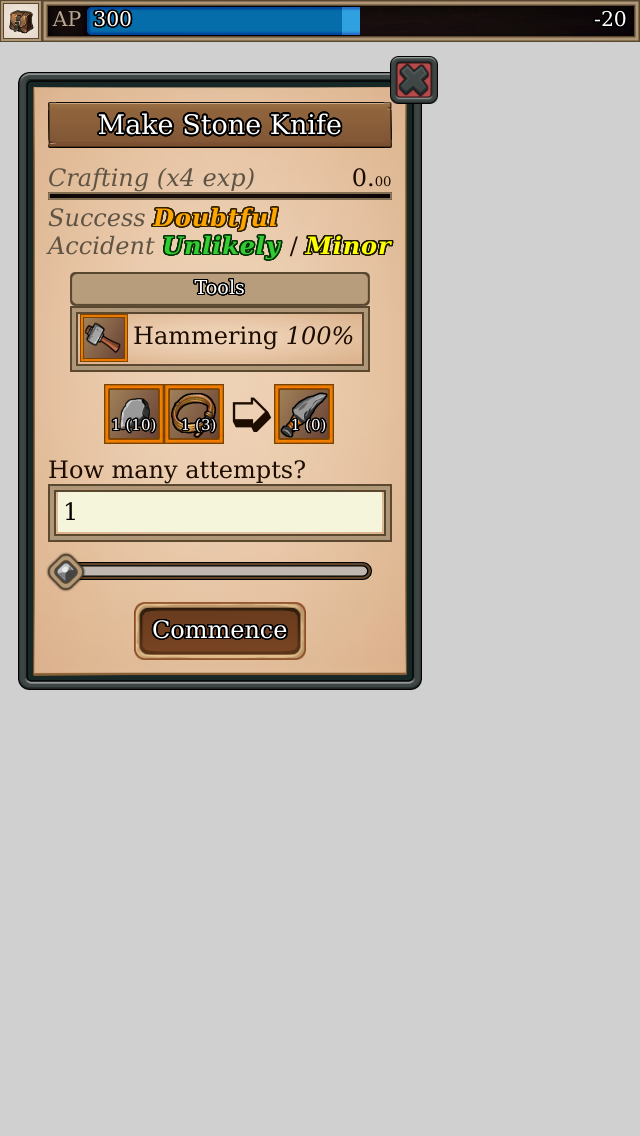 AP 300 -20
Make Stone Knife
Crafting (x4 exp) 0.00
Success Doubtful
Accident Unlikely / Minor
Tools
Hammering 100%
1 (10) 1 (3) 1 (0)
How many attempts?
1
Commence